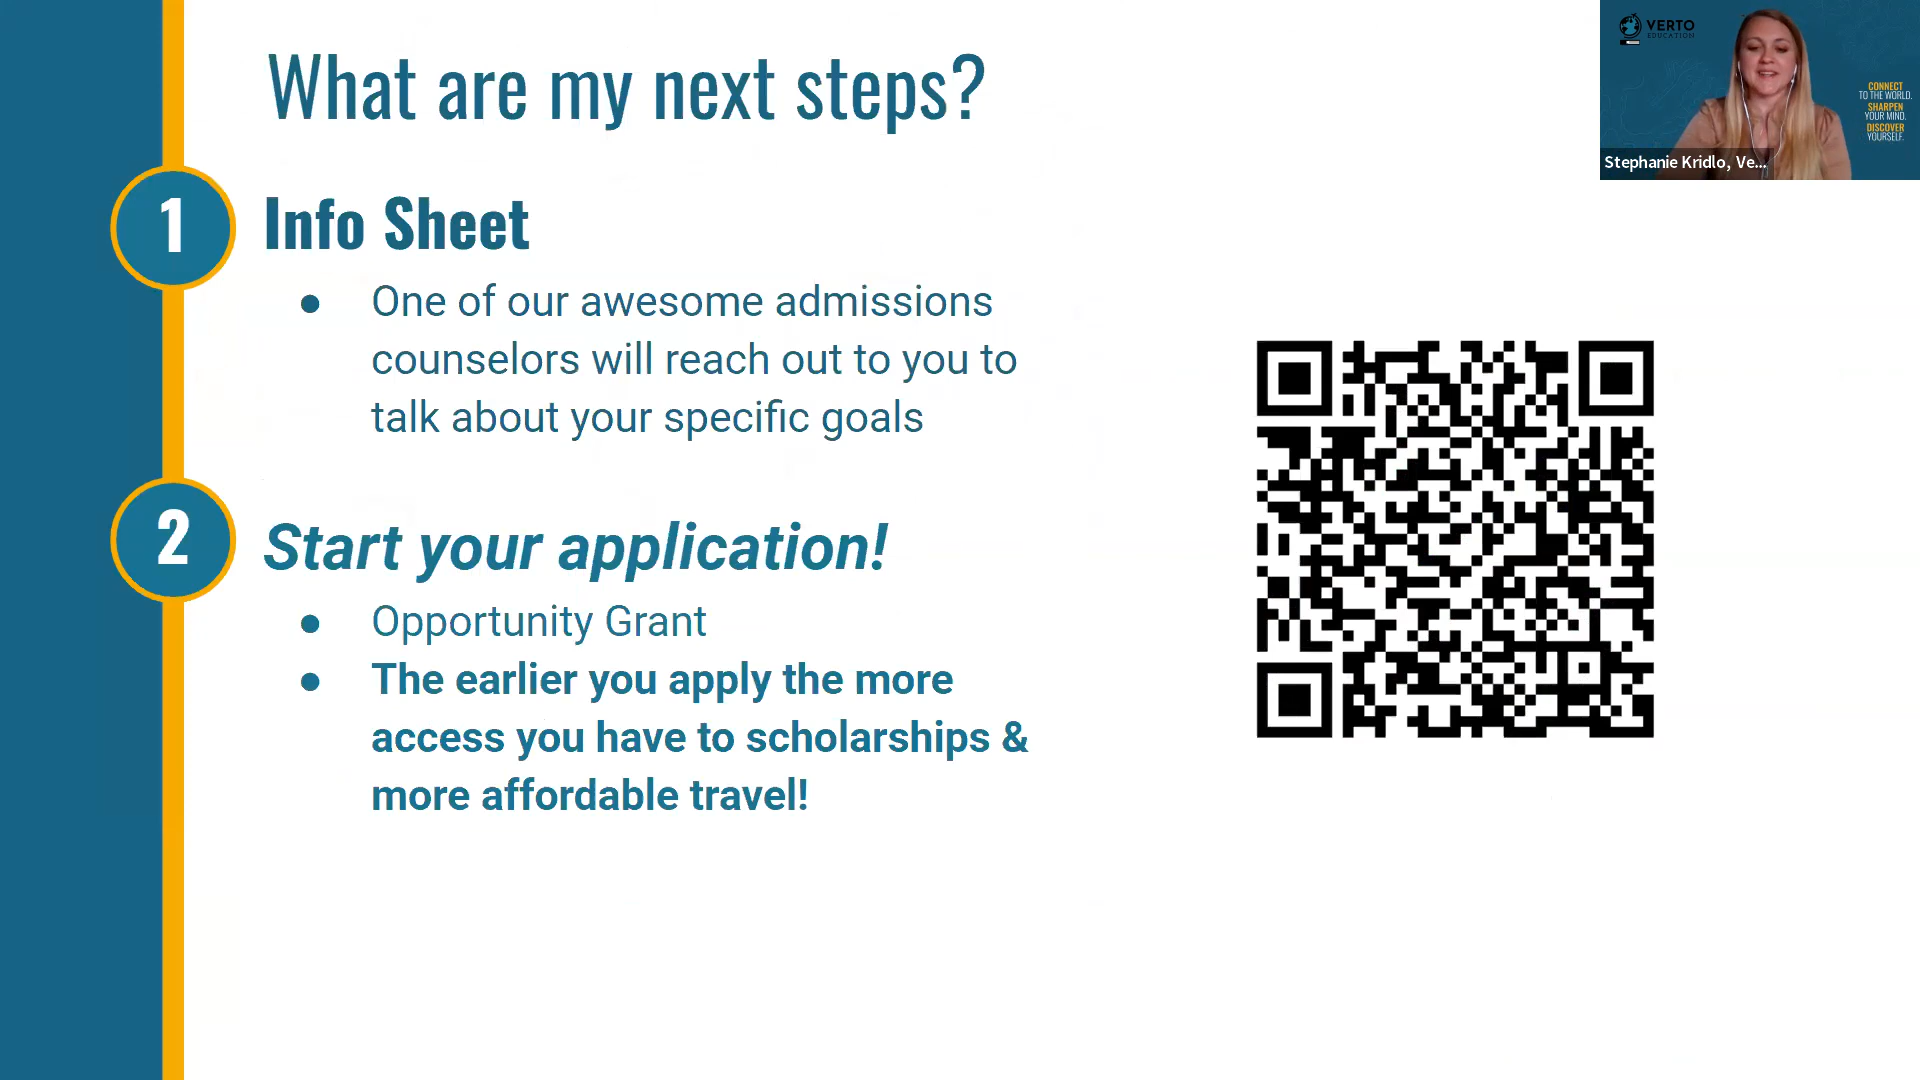 What are my next steps?
1
Info Sheet
● One of our awesome admissions
counselors will reach out to you to
talk about your specific goals
2
Start your application!
● Opportunity Grant
● The earlier you apply the more
access you have to scholarships &
more affordable travel!
VERTO
EDUCATION
CONNECT
TO THE WORLD.
SHARPEN
YOUR MIND.
DISCOVER
YOURSELF.
Stephanie Kridlo, Ve...